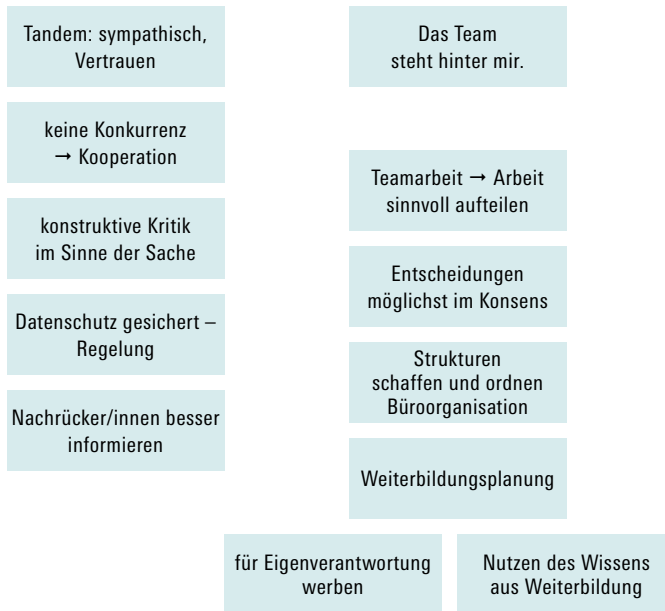 Tandem: sympathisch,
Vertrauen
keine Konkurrenz
→ Kooperation
konstruktive Kritik
im Sinne der Sache
Datenschutz gesichert –
Regelung
Nachrücker/innen besser
informieren
Das Team
steht hinter mir.
Teamarbeit → Arbeit
sinnvoll aufteilen
Entscheidungen
möglichst im Konsens
Strukturen
schaffen und ordnen
Büroorganisation
Weiterbildungsplanung
für Eigenverantwortung
werben
Nutzen des Wissens
aus Weiterbildung